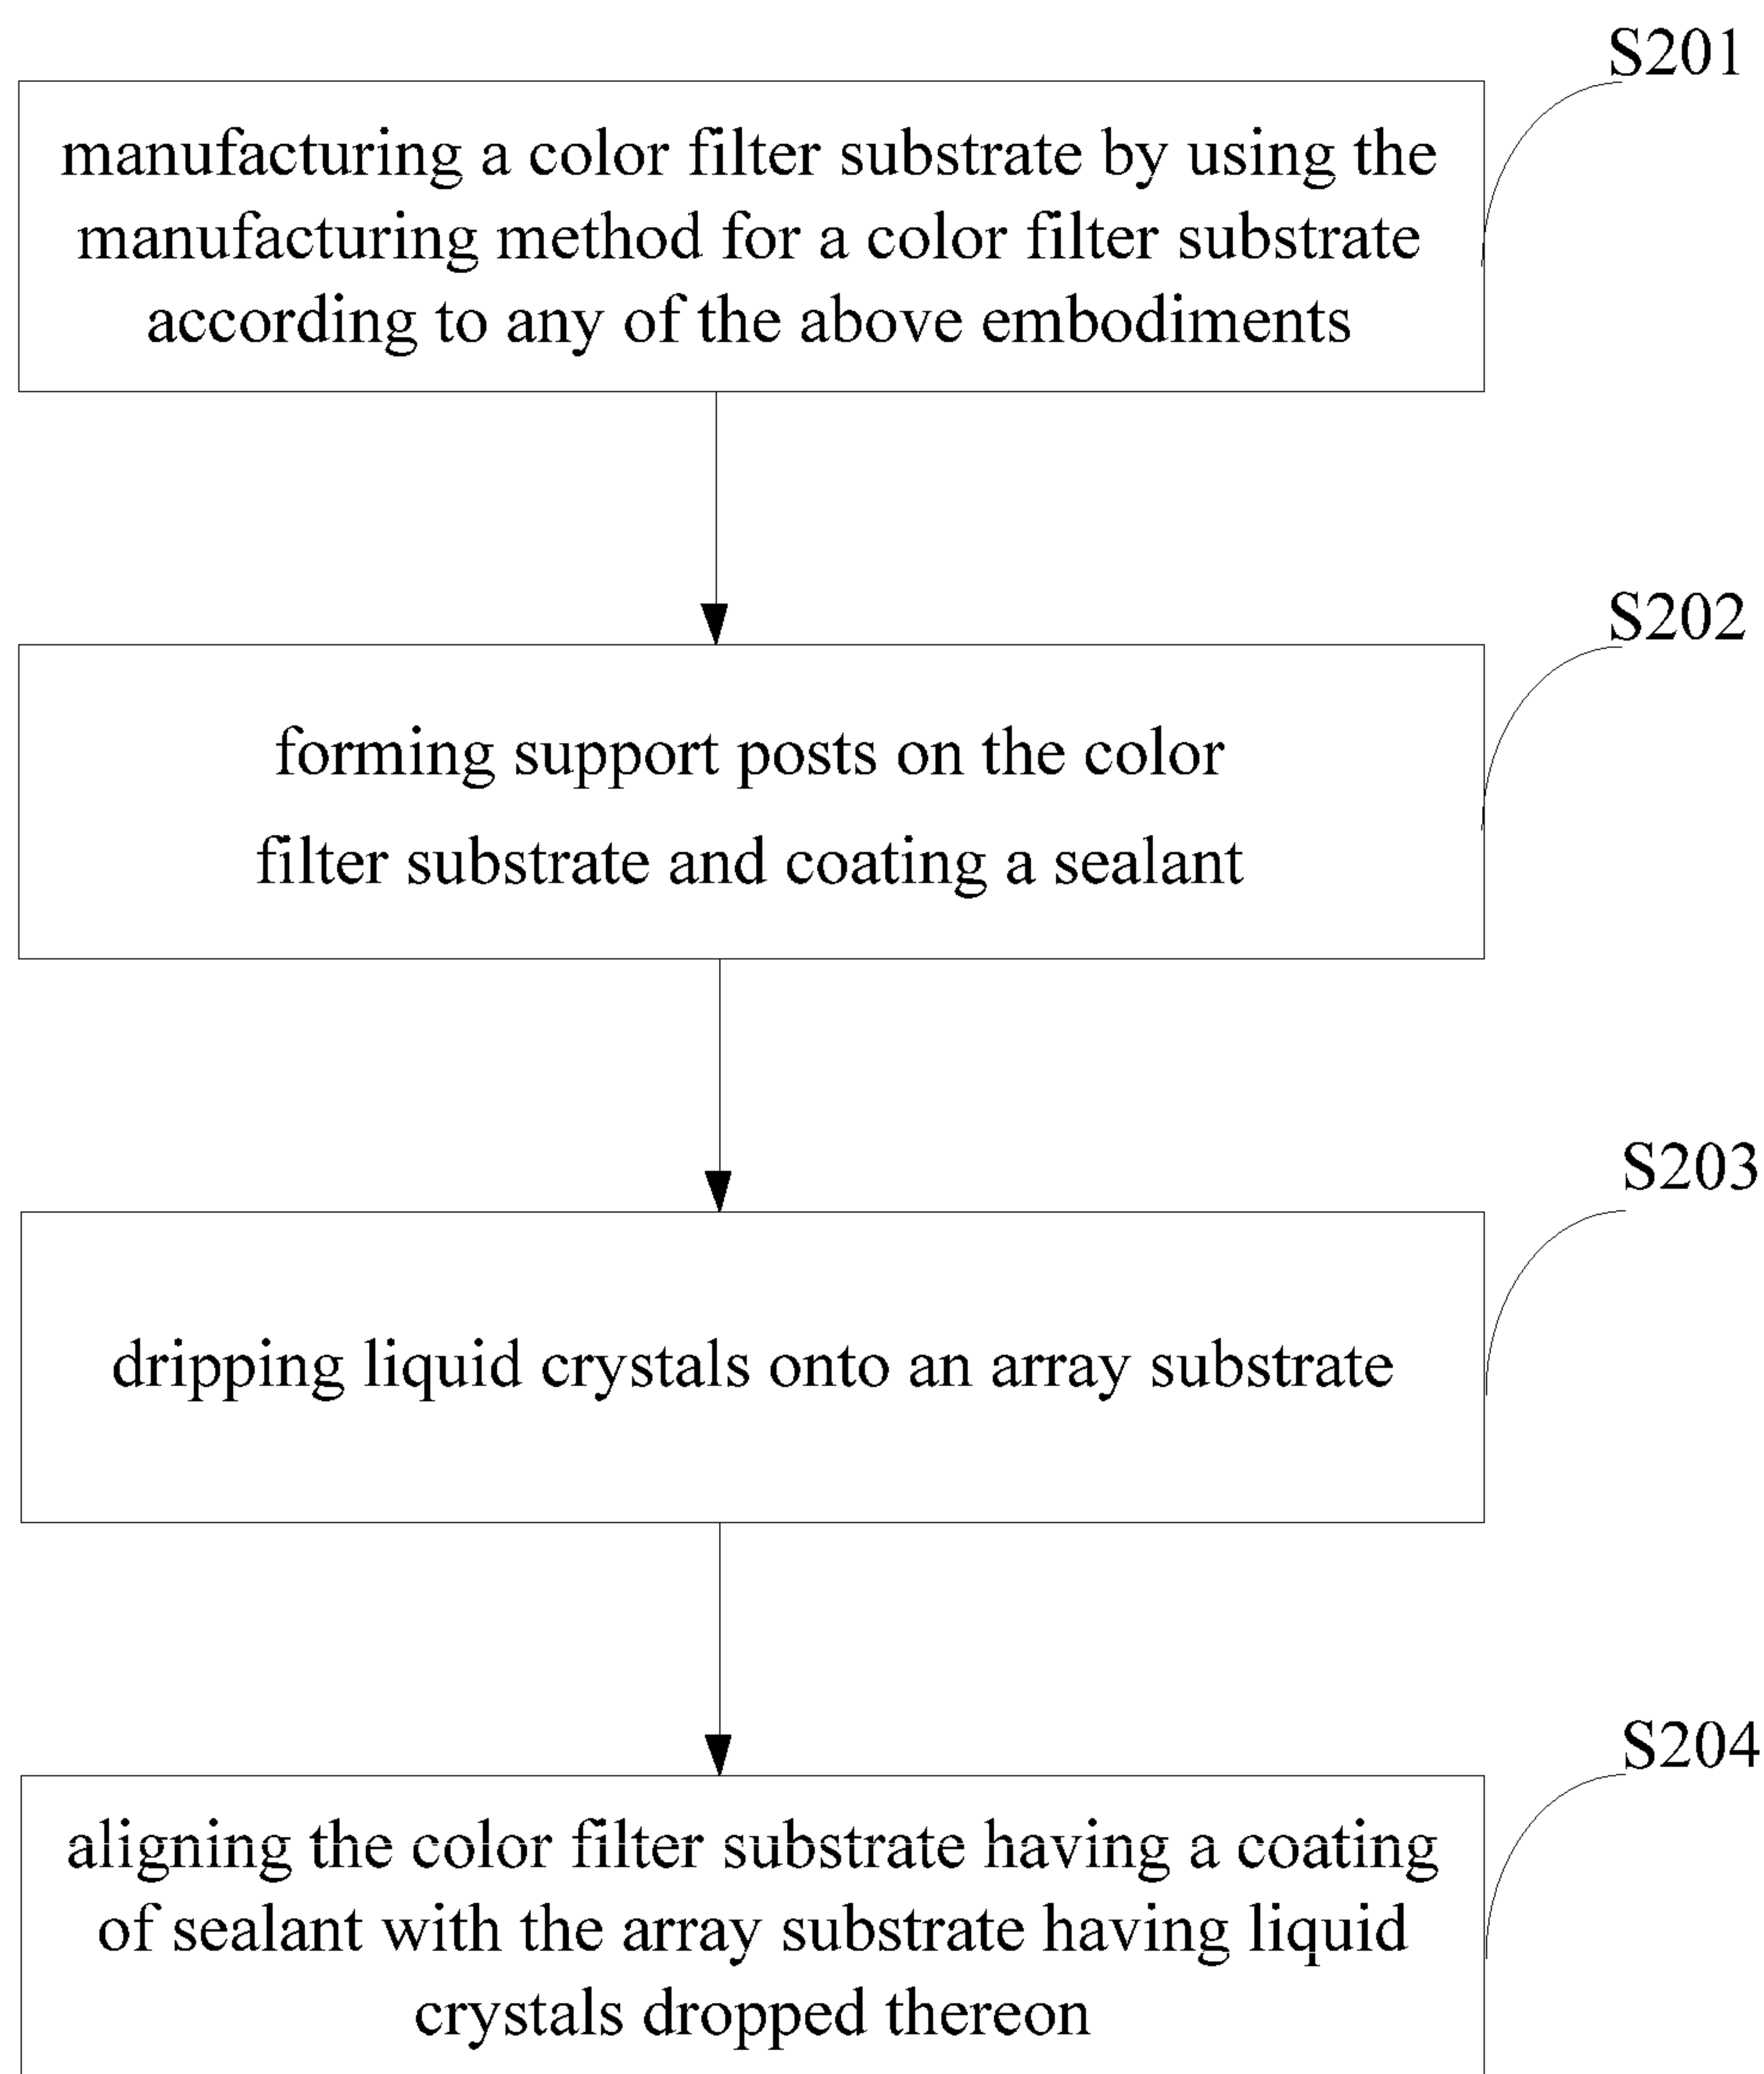 S201
manufacturing a color filter substrate by using the
manufacturing method for a color filter substrate
according to any of the above embodiments
S202
forming support posts on the color
filter substrate and coating a sealant
S203
dripping liquid crystals onto an array substrate
S204
aligning the color filter substrate having a coating
of sealant with the array substrate having liquid
crystals dropped thereon